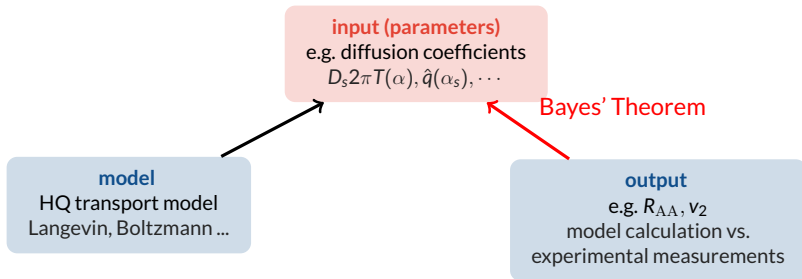 input (parameters)
e.g. diffusion coefficients
D_s2πT(α), q̂(α_s), ⋯
Bayes' Theorem
model
HQ transport model
Langevin, Boltzmann ...
output
e.g. R_AA, v_2
model calculation vs.
experimental measurements